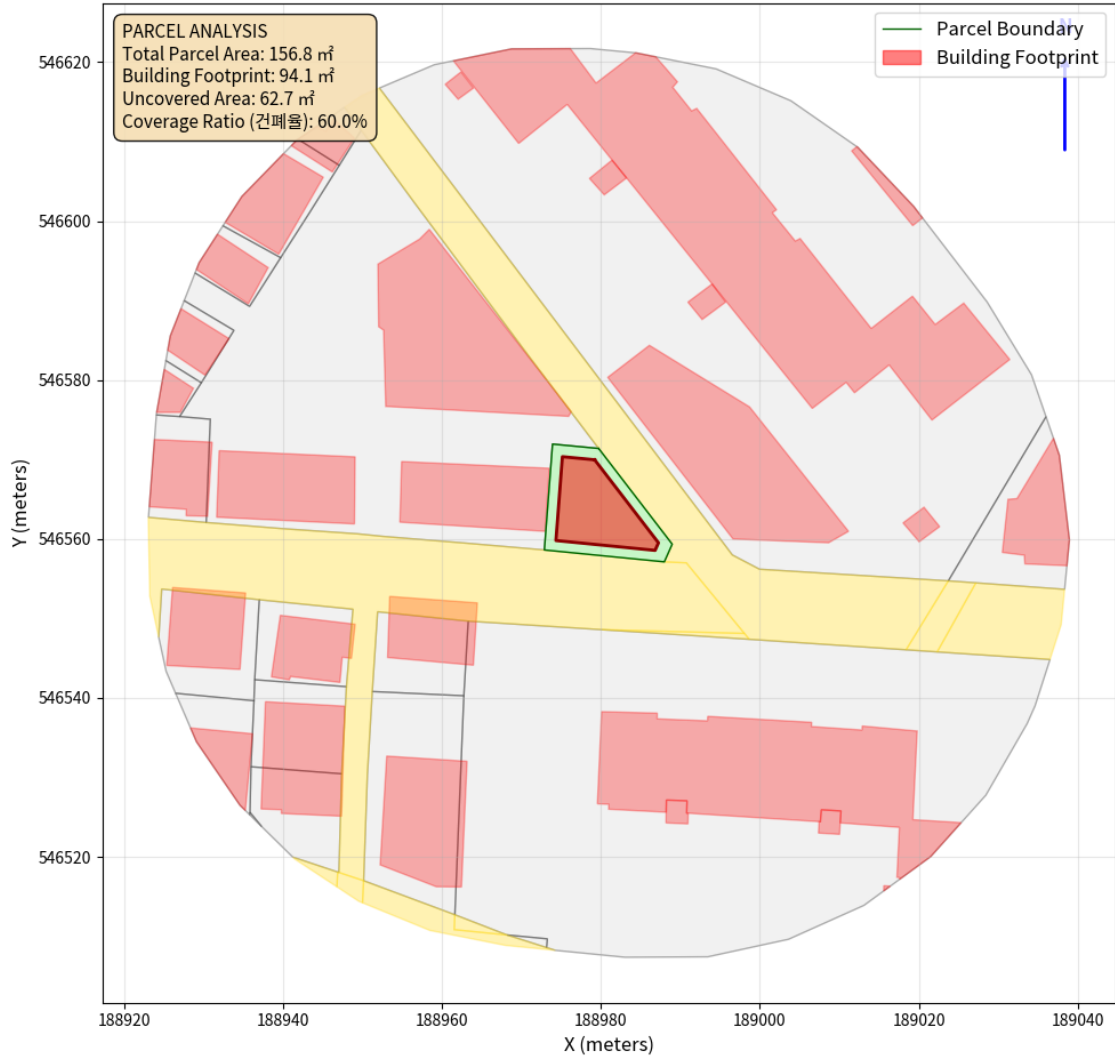 PARCEL ANALYSIS
Total Parcel Area: 156.8 ㎡
Building Footprint: 94.1 ㎡
Uncovered Area: 62.7 ㎡
Coverage Ratio (건폐율): 60.0%
Parcel Boundary
Building Footprint
N
546620
546600
546580
546560
546540
546520
Y (meters)
188920
188940
188960
188980
189000
189020
189040
X (meters)